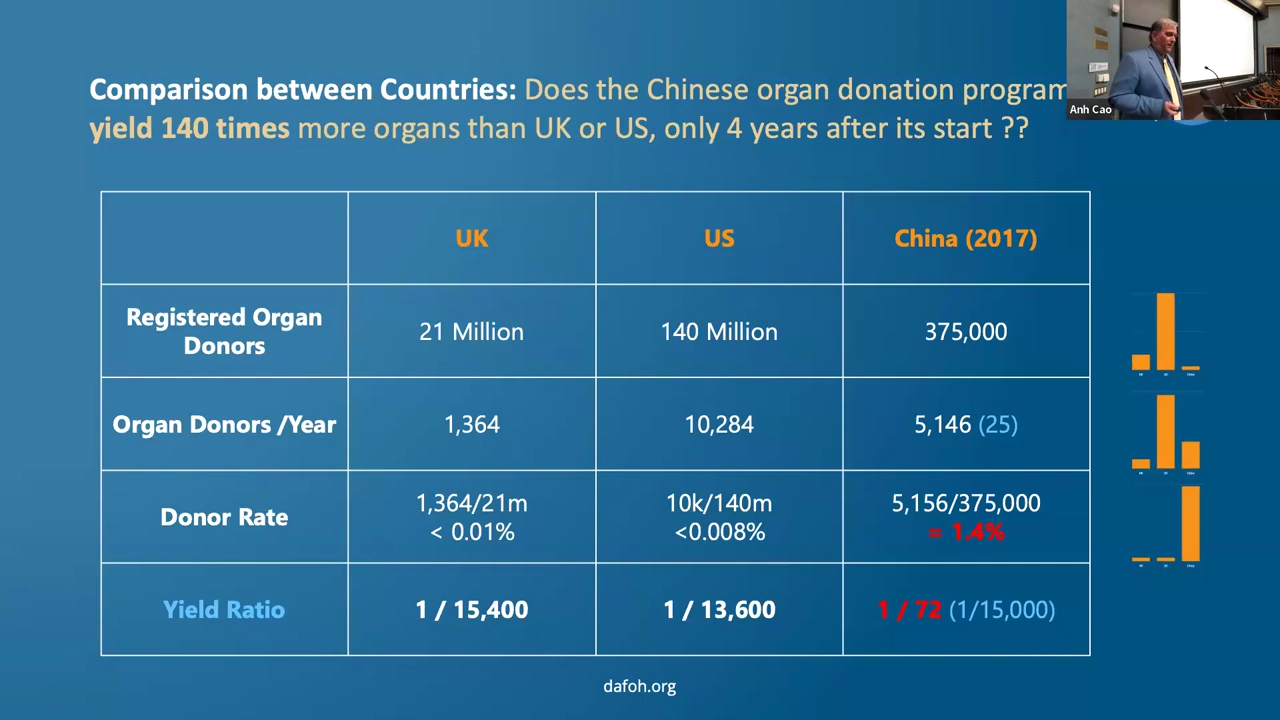 Comparison between Countries: Does the Chinese organ donation program
yield 140 times more organs than UK or US, only 4 years after its start ??
Anh Cao
UK
US
China (2017)
Registered Organ
Donors
21 Million
140 Million
375,000
Organ Donors /Year
1,364
10,284
5,146 (25)
Donor Rate
1,364/21m
< 0.01%
10k/140m
<0.008%
5,156/375,000
= 1.4%
Yield Ratio
1 / 15,400
1 / 13,600
1 / 72 (1/15,000)
dafoh.org